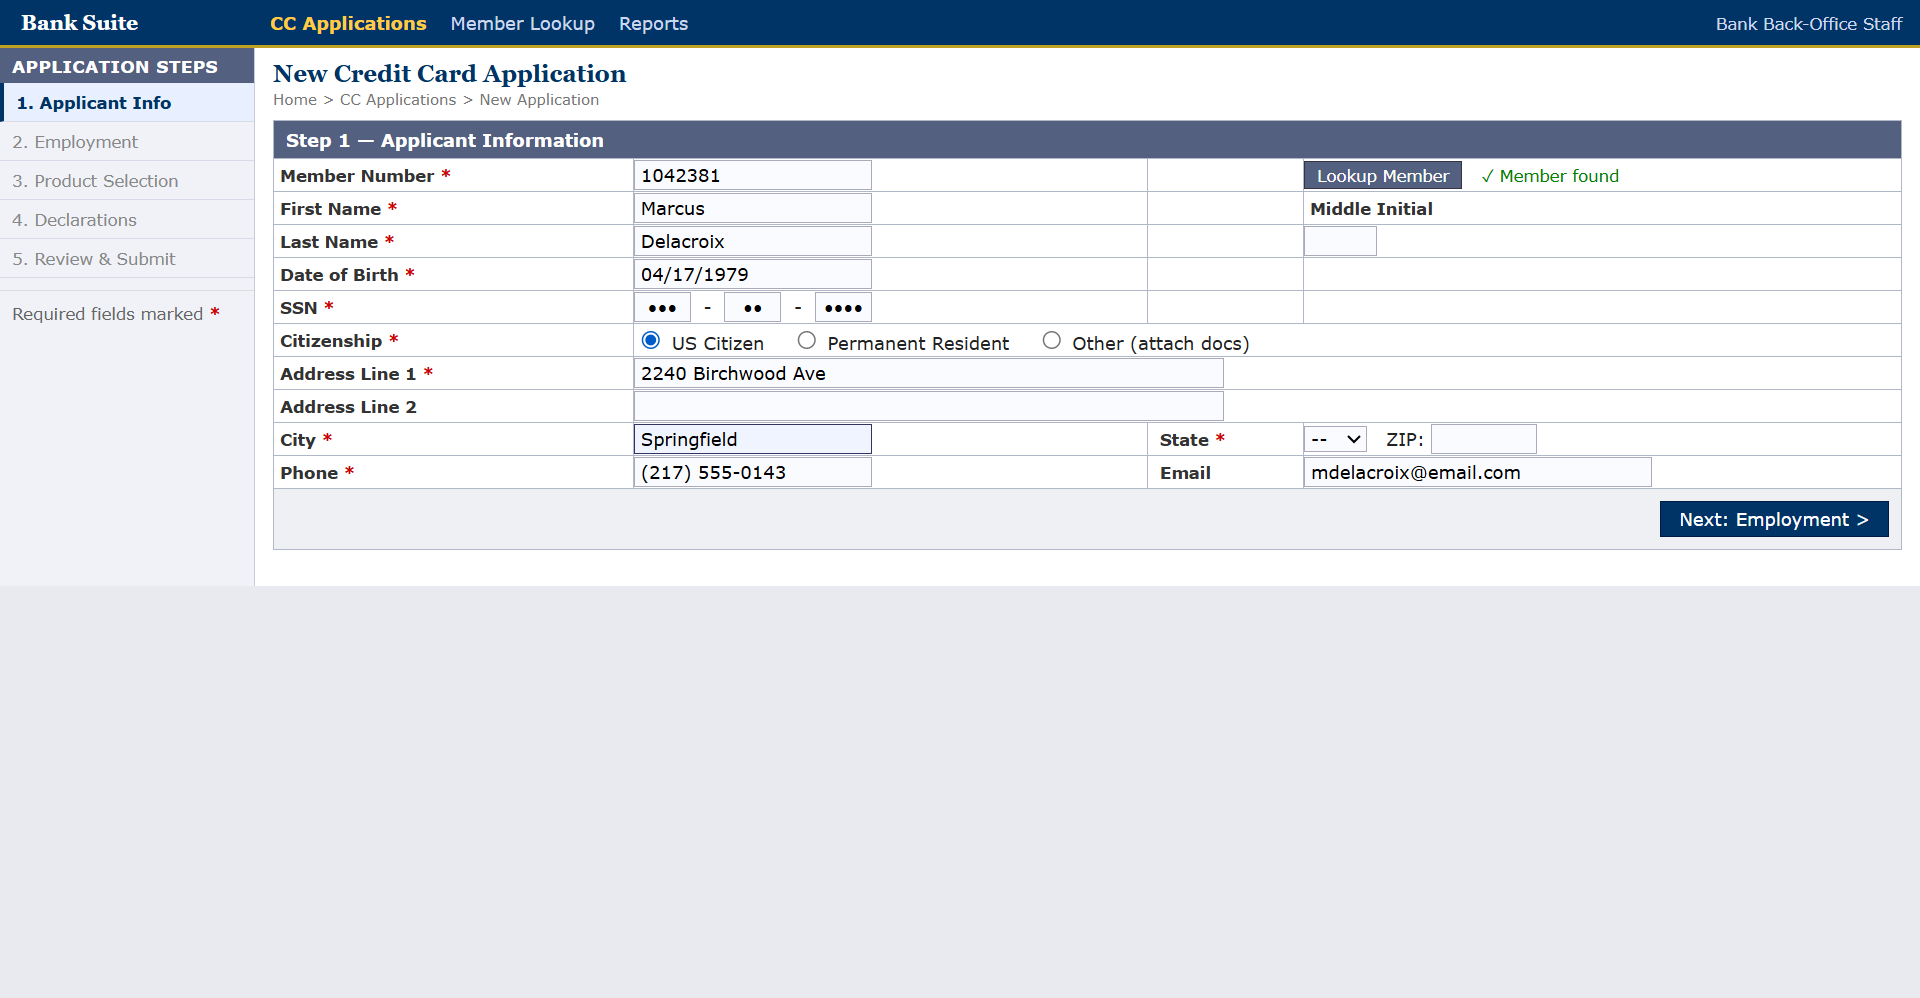 Bank Suite CC Applications Member Lookup Reports Bank Back-Office Staff
APPLICATION STEPS
1. Applicant Info
2. Employment
3. Product Selection
4. Declarations
5. Review & Submit
Required fields marked *
New Credit Card Application
Home > CC Applications > New Application
Step 1 — Applicant Information
Member Number * 1042381 Lookup Member ✓ Member found
First Name * Marcus Middle Initial
Last Name * Delacroix
Date of Birth * 04/17/1979
SSN * ••• - •• - ••••
Citizenship * US Citizen Permanent Resident Other (attach docs)
Address Line 1 * 2240 Birchwood Ave
Address Line 2
City * Springfield State * -- ZIP:
Phone * (217) 555-0143 Email mdelacroix@email.com
Next: Employment >